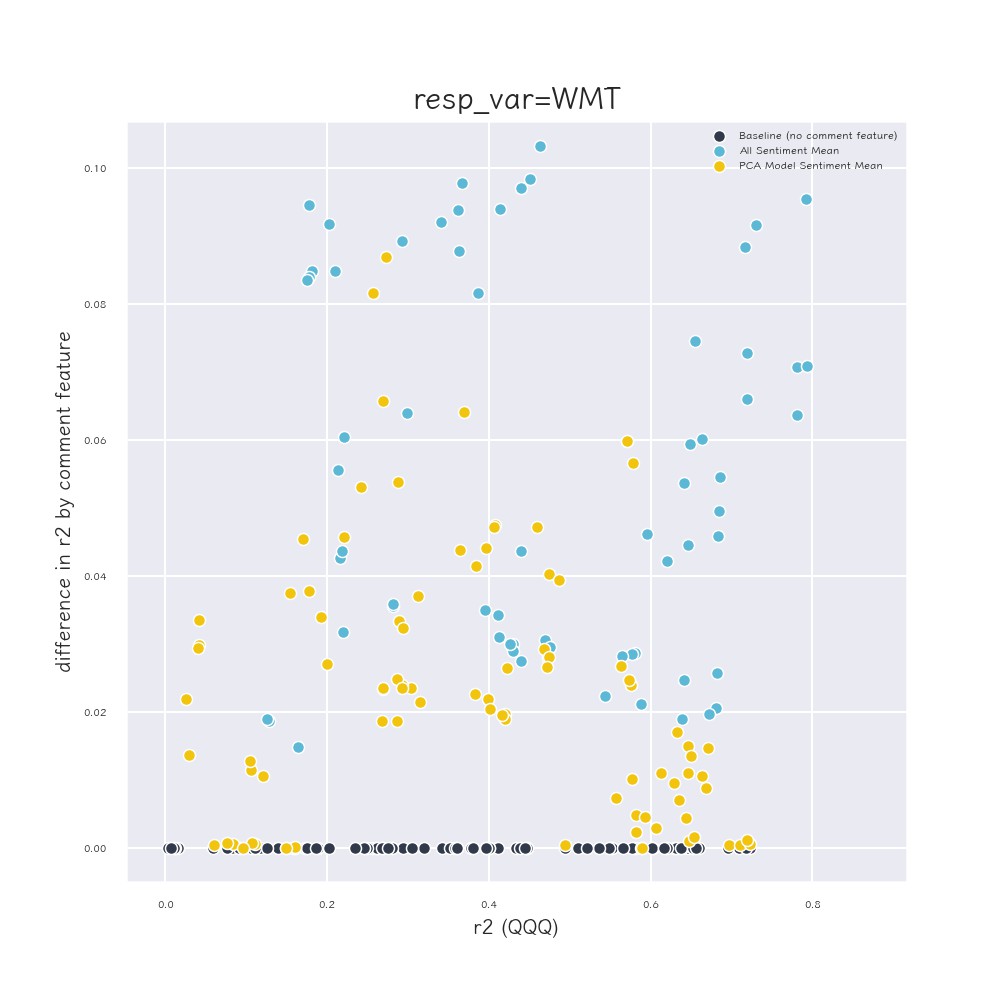 resp_var=WMT
Baseline (no comment feature)
All Sentiment Mean
PCA Model Sentiment Mean
0.10
0.08
0.06
0.04
0.02
0.00
difference in r2 by comment feature
0.0 0.2 0.4 0.6 0.8
r2 (QQQ)